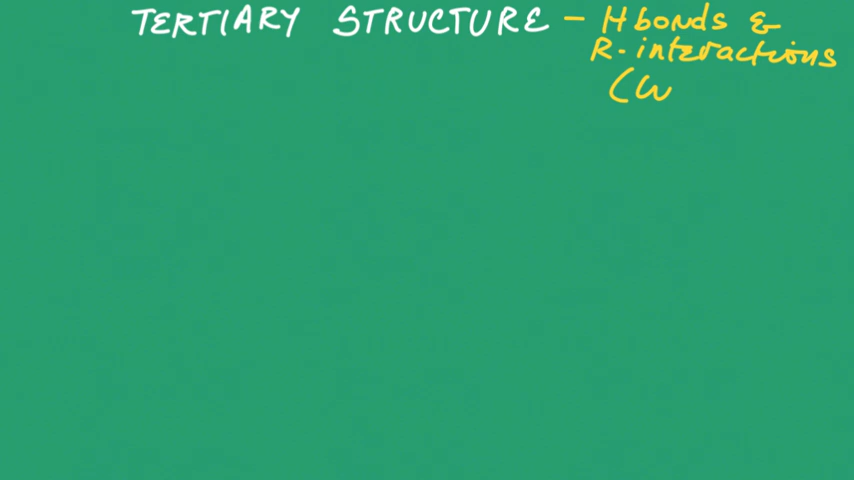 TERTIARY STRUCTURE - H bonds &
R- interactions
(W